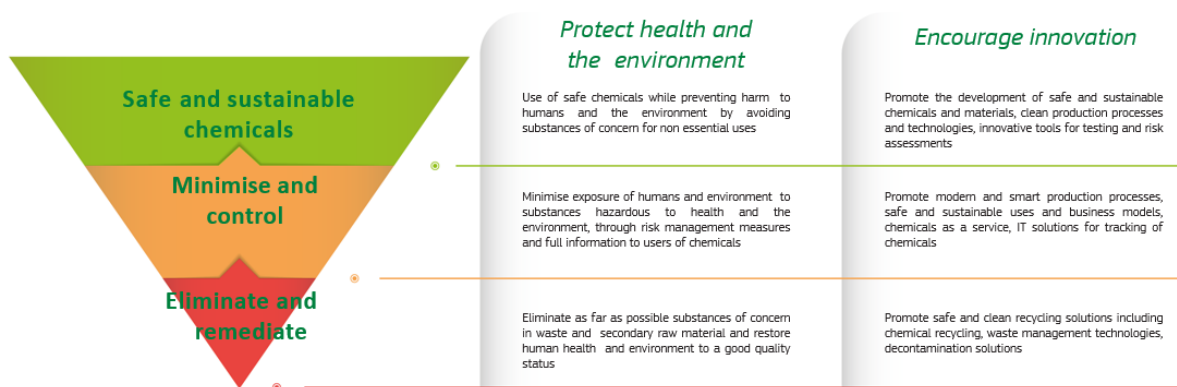 Protect health and
the environment
Encourage innovation
Safe and sustainable
chemicals
Use of safe chemicals while preventing harm to
humans and the environment by avoiding
substances of concern for non essential uses
Promote the development of safe and sustainable
chemicals and materials, clean production processes
and technologies, innovative tools for testing and risk
assessments
Minimise and
control
Minimise exposure of humans and environment to
substances hazardous to health and the
environment, through risk management measures
and full information to users of chemicals
Promote modern and smart production processes,
safe and sustainable uses and business models,
chemicals as a service, IT solutions for tracking of
chemicals
Eliminate and
remediate
Eliminate as far as possible substances of concern
in waste and secondary raw material and restore
human health and environment to a good quality
status
Promote safe and clean recycling solutions including
chemical recycling, waste management technologies,
decontamination solutions